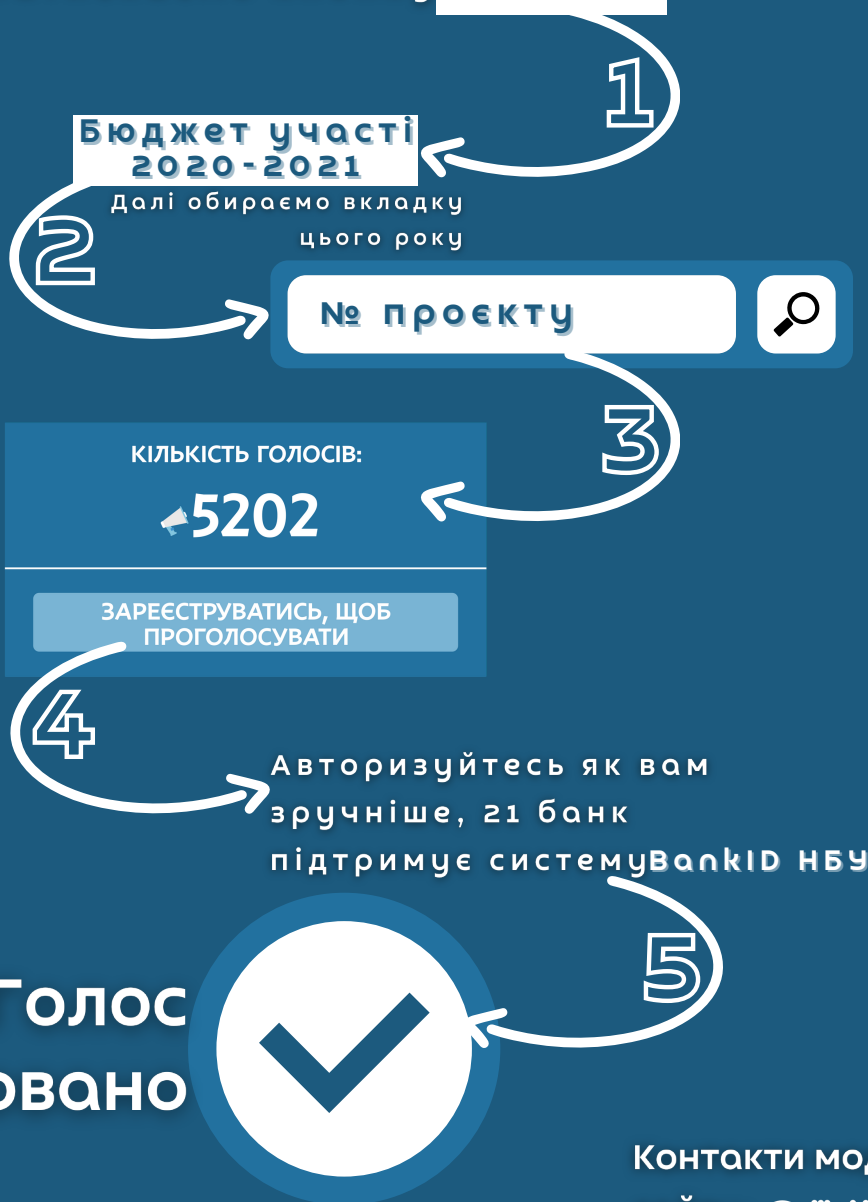 1
Бюджет участі
2020-2021
Далі обираємо вкладку
цього року
2
№ проєкту
3
КІЛЬКІСТЬ ГОЛОСІВ:
5202
ЗАРЕЄСТРУВАТИСЬ, ЩОБ
ПРОГОЛОСУВАТИ
4
Авторизуйтесь як вам
зручніше, 21 банк
підтримує системуBankID НБУ
5
Голос
овано
Контакти мод